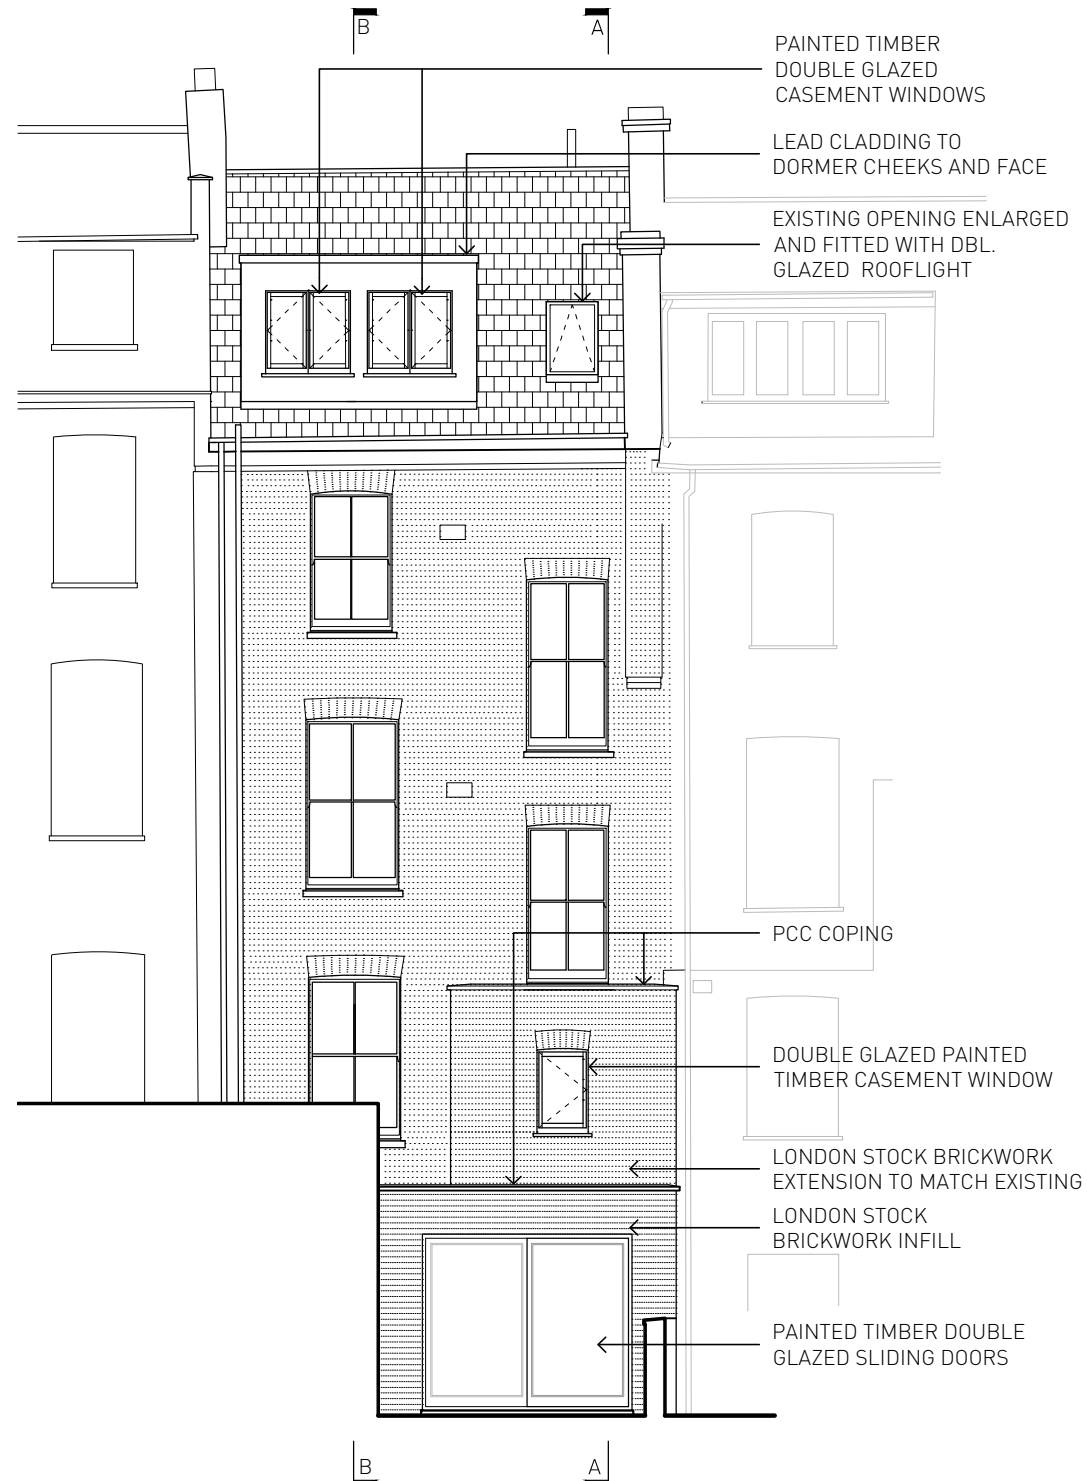 B
A
PAINTED TIMBER
DOUBLE GLAZED
CASEMENT WINDOWS
LEAD CLADDING TO
DORMER CHEEKS AND FACE
EXISTING OPENING ENLARGED
AND FITTED WITH DBL.
GLAZED ROOFLIGHT
PCC COPING
DOUBLE GLAZED PAINTED
TIMBER CASEMENT WINDOW
LONDON STOCK BRICKWORK
EXTENSION TO MATCH EXISTING
LONDON STOCK
BRICKWORK INFILL
PAINTED TIMBER DOUBLE
GLAZED SLIDING DOORS
B
A